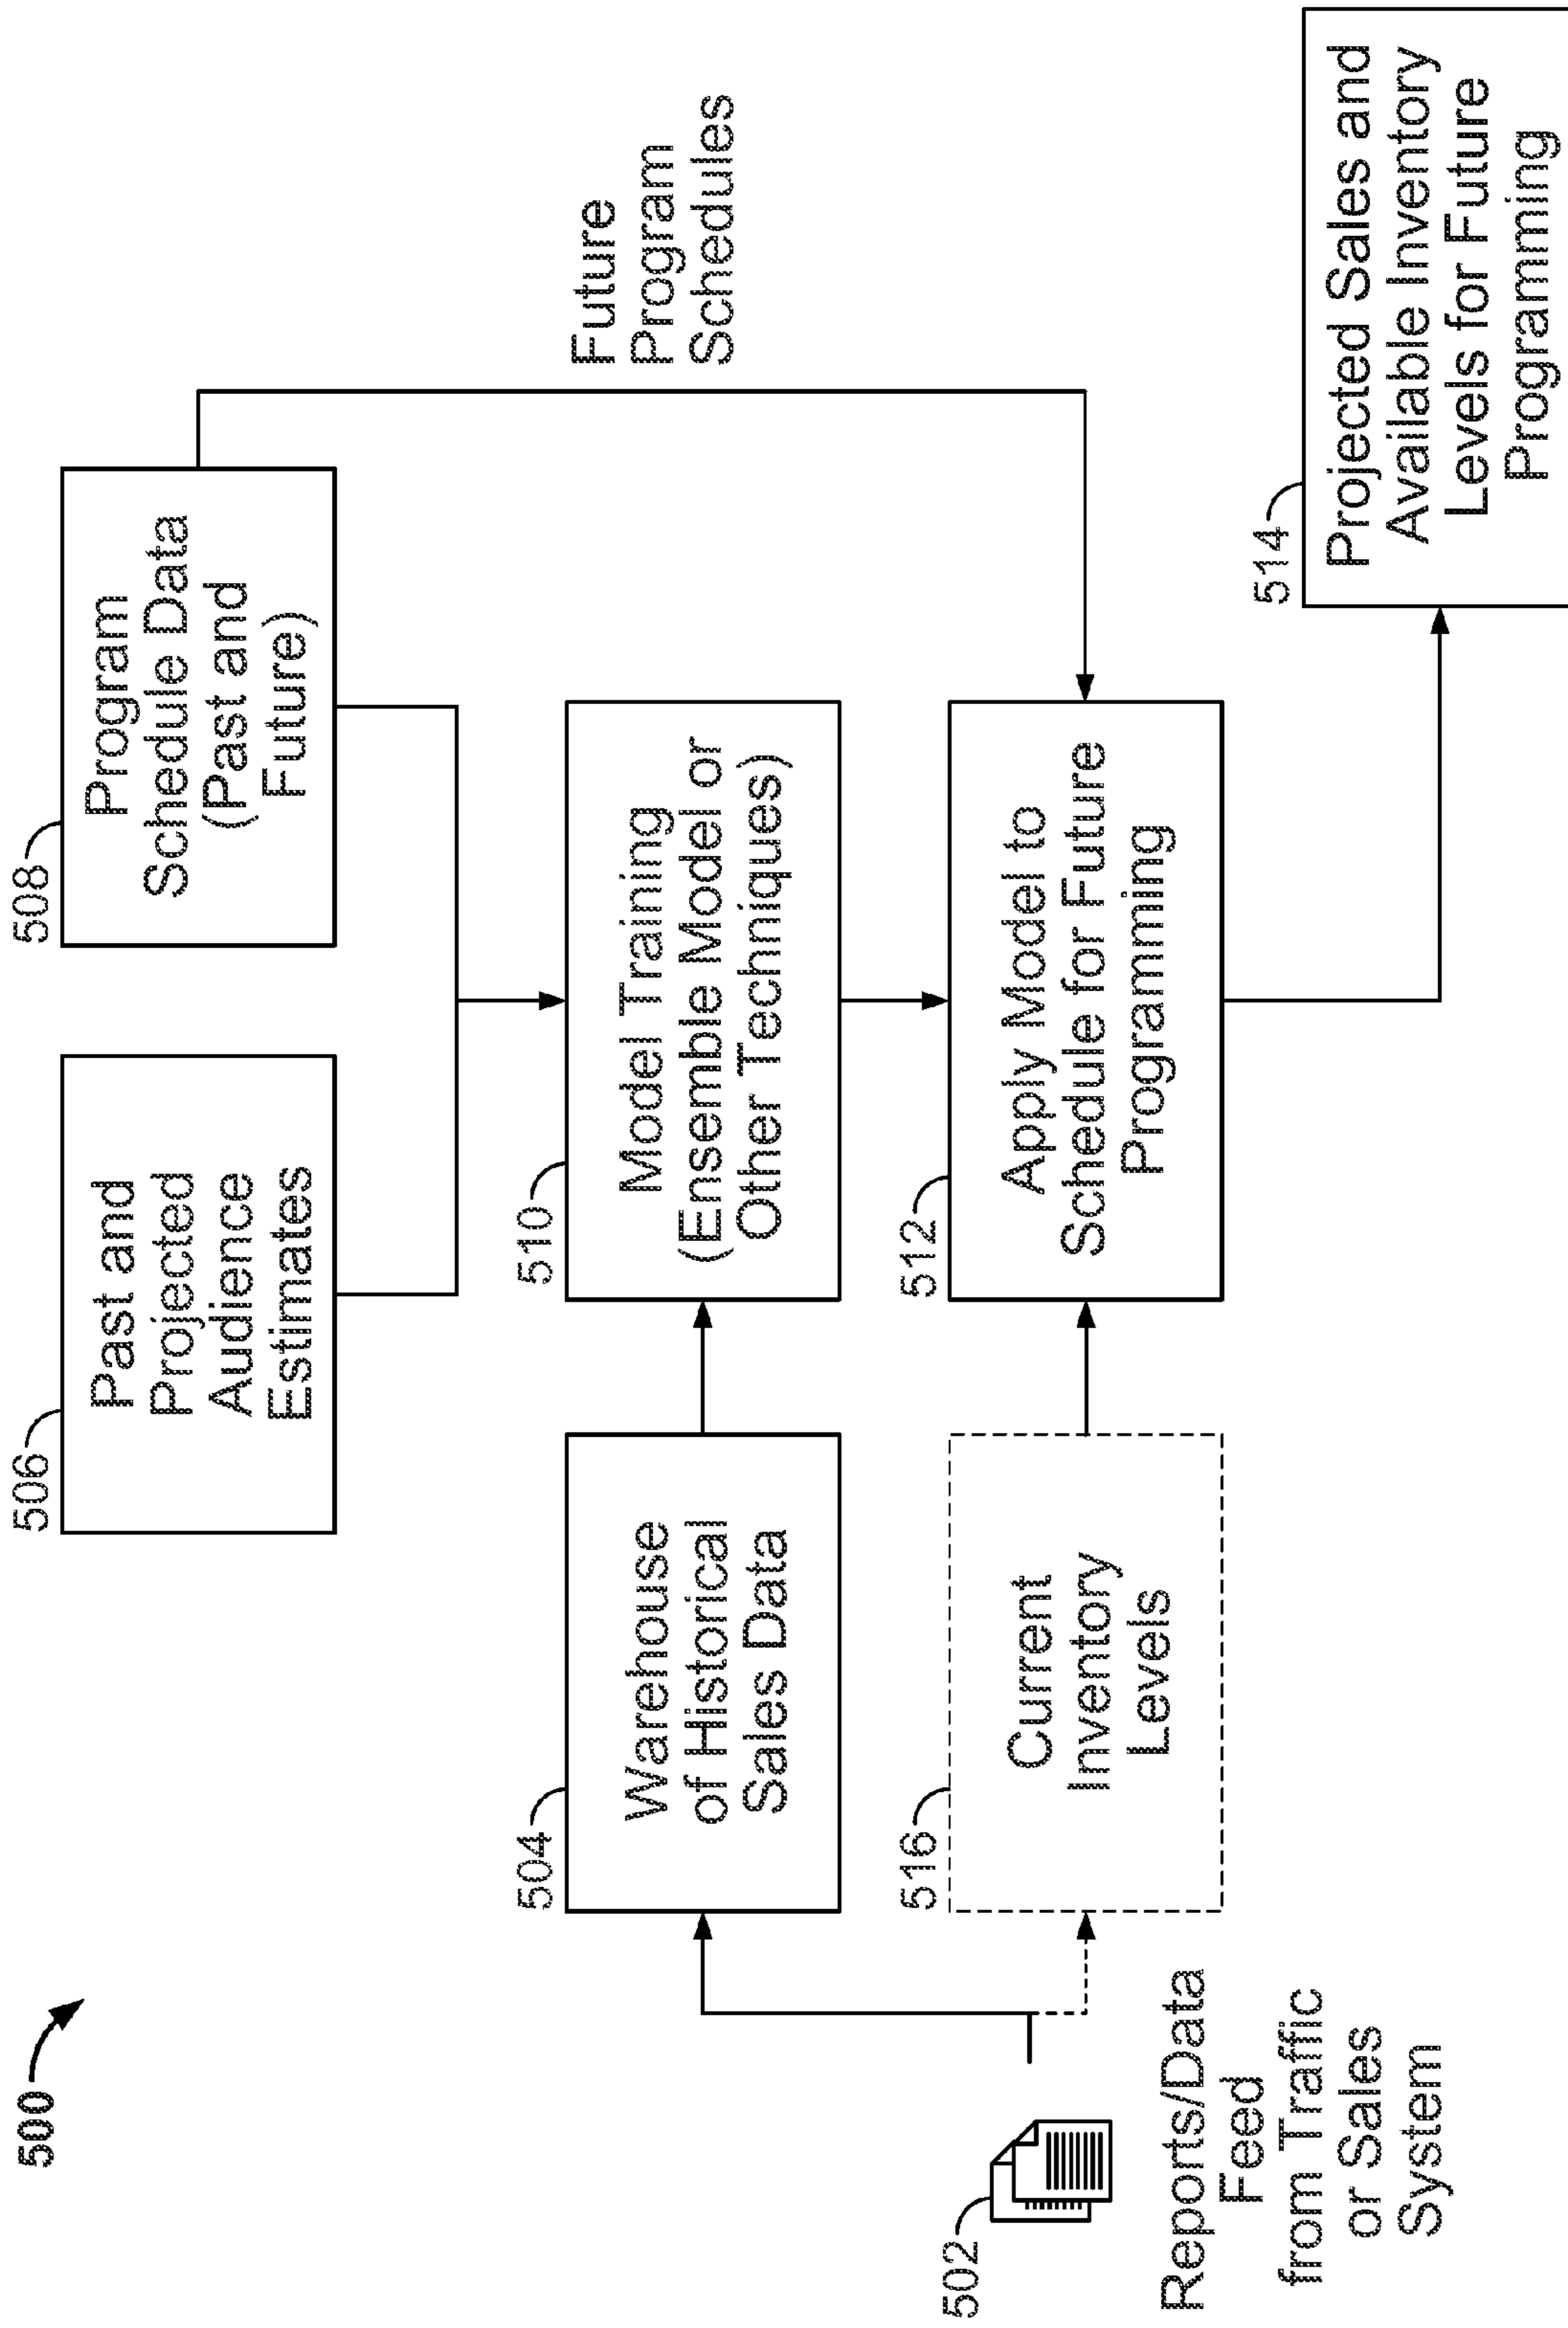 500
506
Past and
Projected
Audience
Estimates
508
Program
Schedule Data
(Past and
Future)
Future
Program
Schedules
504
Warehouse
of Historical
Sales Data
510
Model Training
(Ensemble Model or
Other Techniques)
502
Reports/Data
Feed
from Traffic
or Sales
System
516
Current
Inventory
Levels
512
Apply Model to
Schedule for Future
Programming
514
Projected Sales and
Available Inventory
Levels for Future
Programming